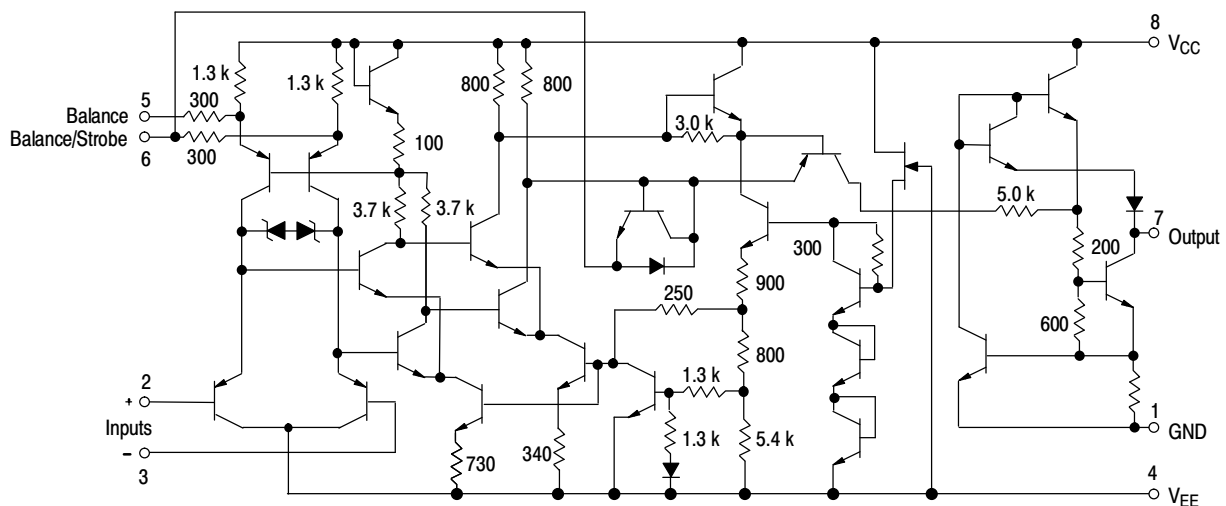 8
VCC
1.3 k
1.3 k
800
800
5
300
Balance
3.0 k
Balance/Strobe
6
300
100
3.7 k
3.7 k
5.0 k
7
Output
300
200
900
250
600
800
2
1.3 k
+
Inputs
1
GND
–
1.3 k
5.4 k
340
730
3
4
VEE